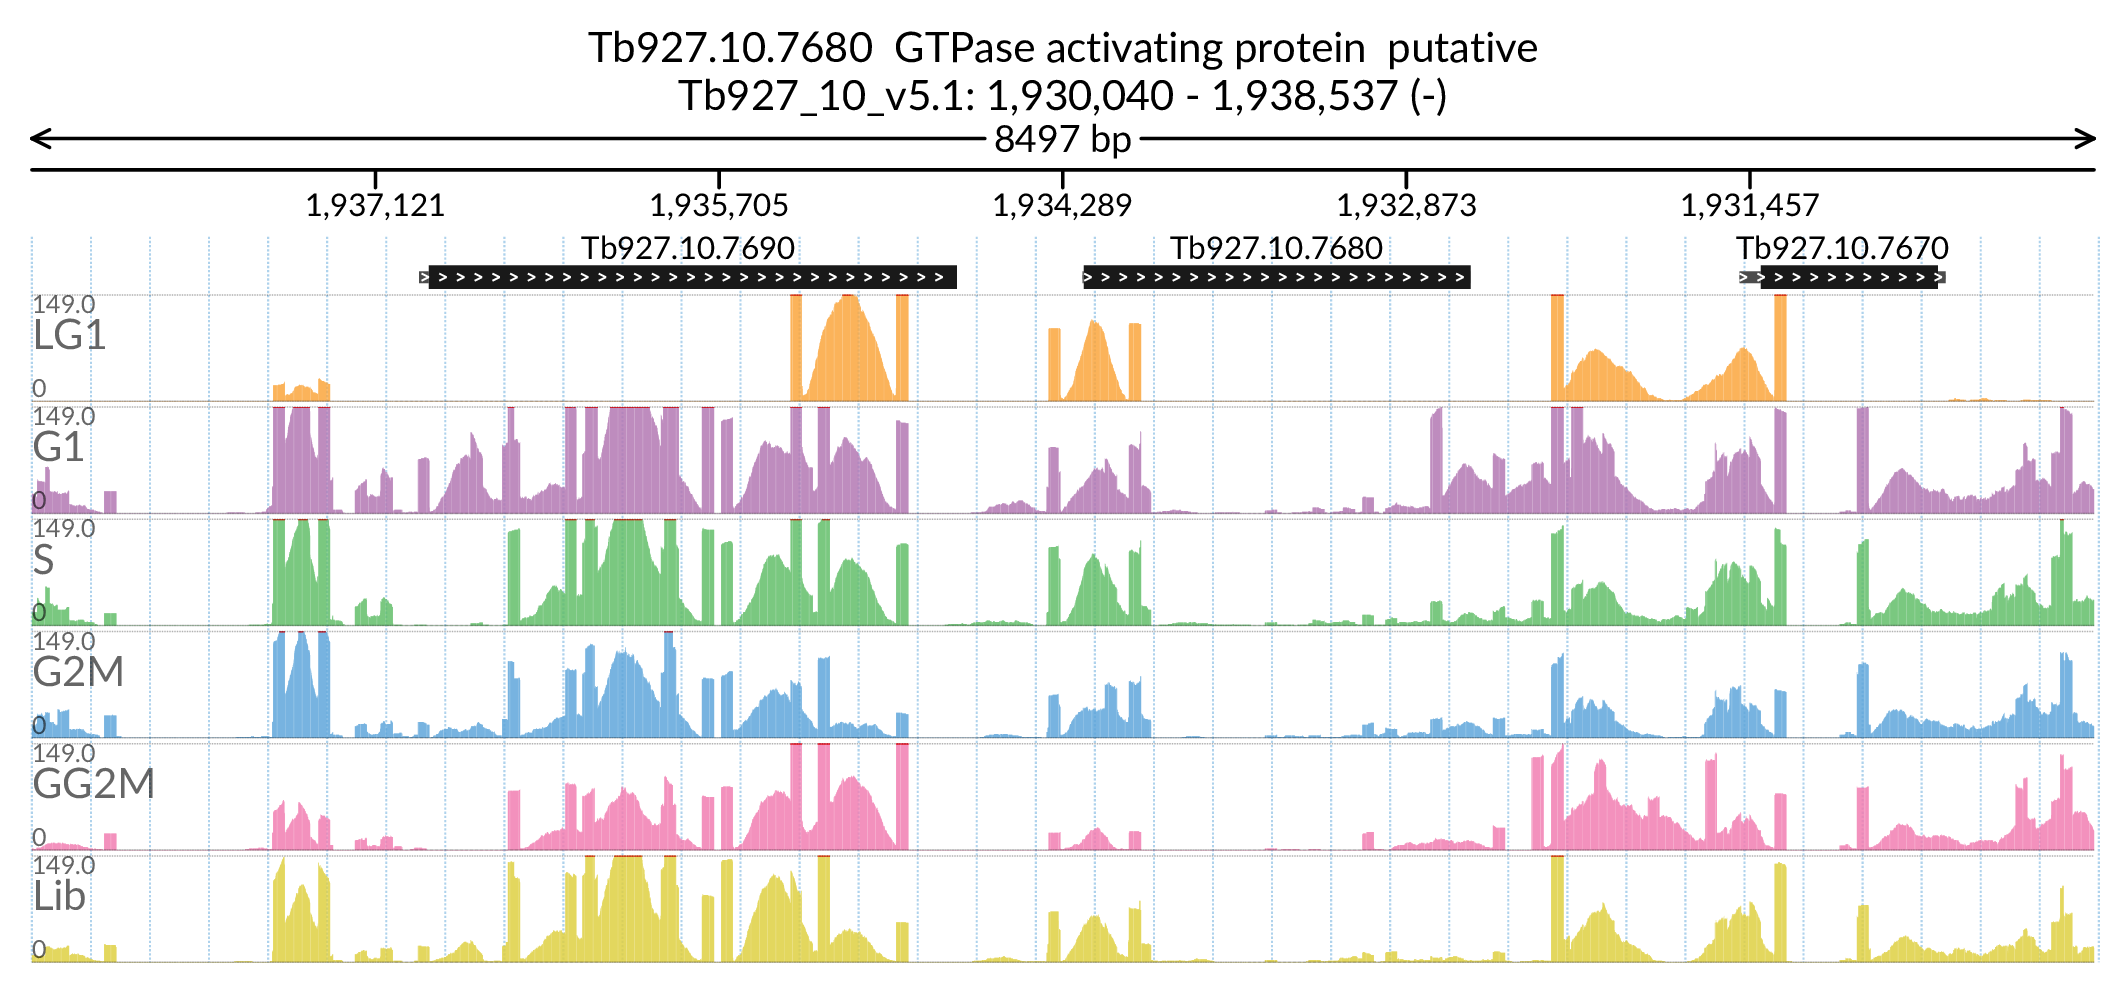 Tb927.10.7680  GTPase activating protein  putative
Tb927_10_v5.1: 1,930,040 - 1,938,537 (-)
8497 bp
1,937,121 1,935,705 1,934,289 1,932,873 1,931,457
Tb927.10.7690 Tb927.10.7680 Tb927.10.7670
149.0
LG1
0
149.0
G1
0
149.0
S
0
149.0
G2M
0
149.0
GG2M
0
149.0
Lib
0